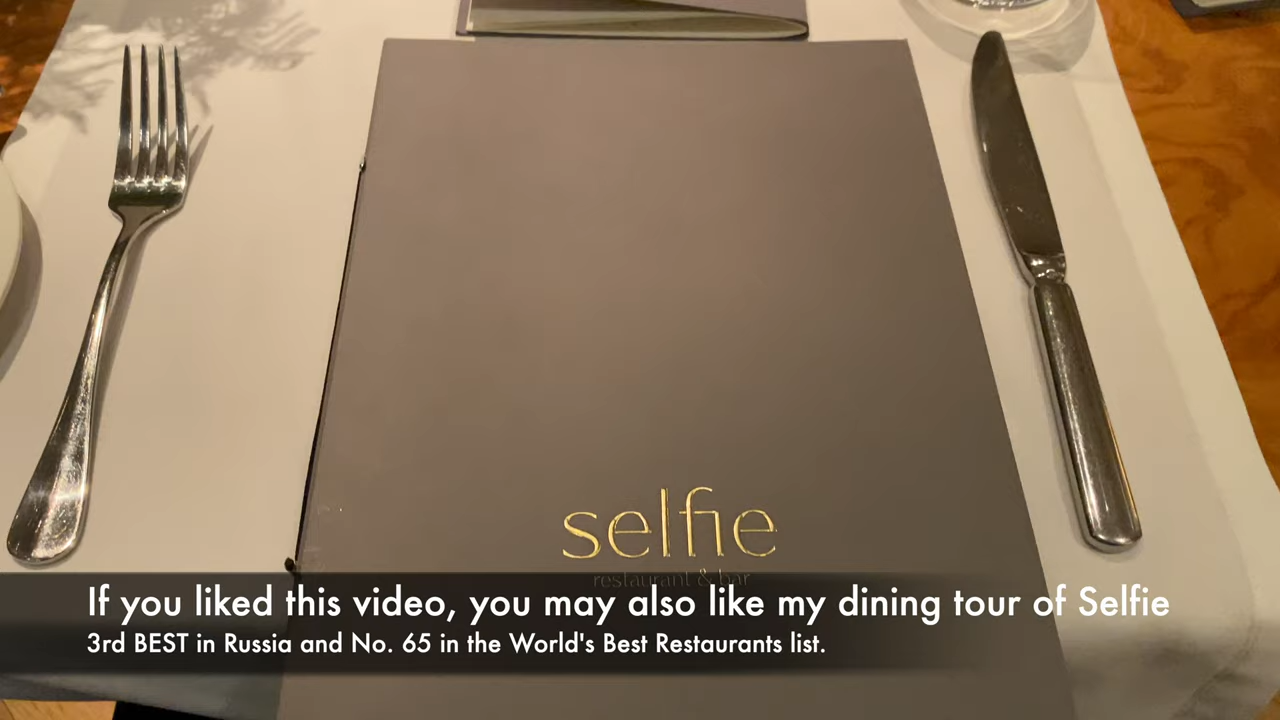 selfie
restaurant & bar
If you liked this video, you may also like my dining tour of Selfie
3rd BEST in Russia and No. 65 in the World's Best Restaurants list.